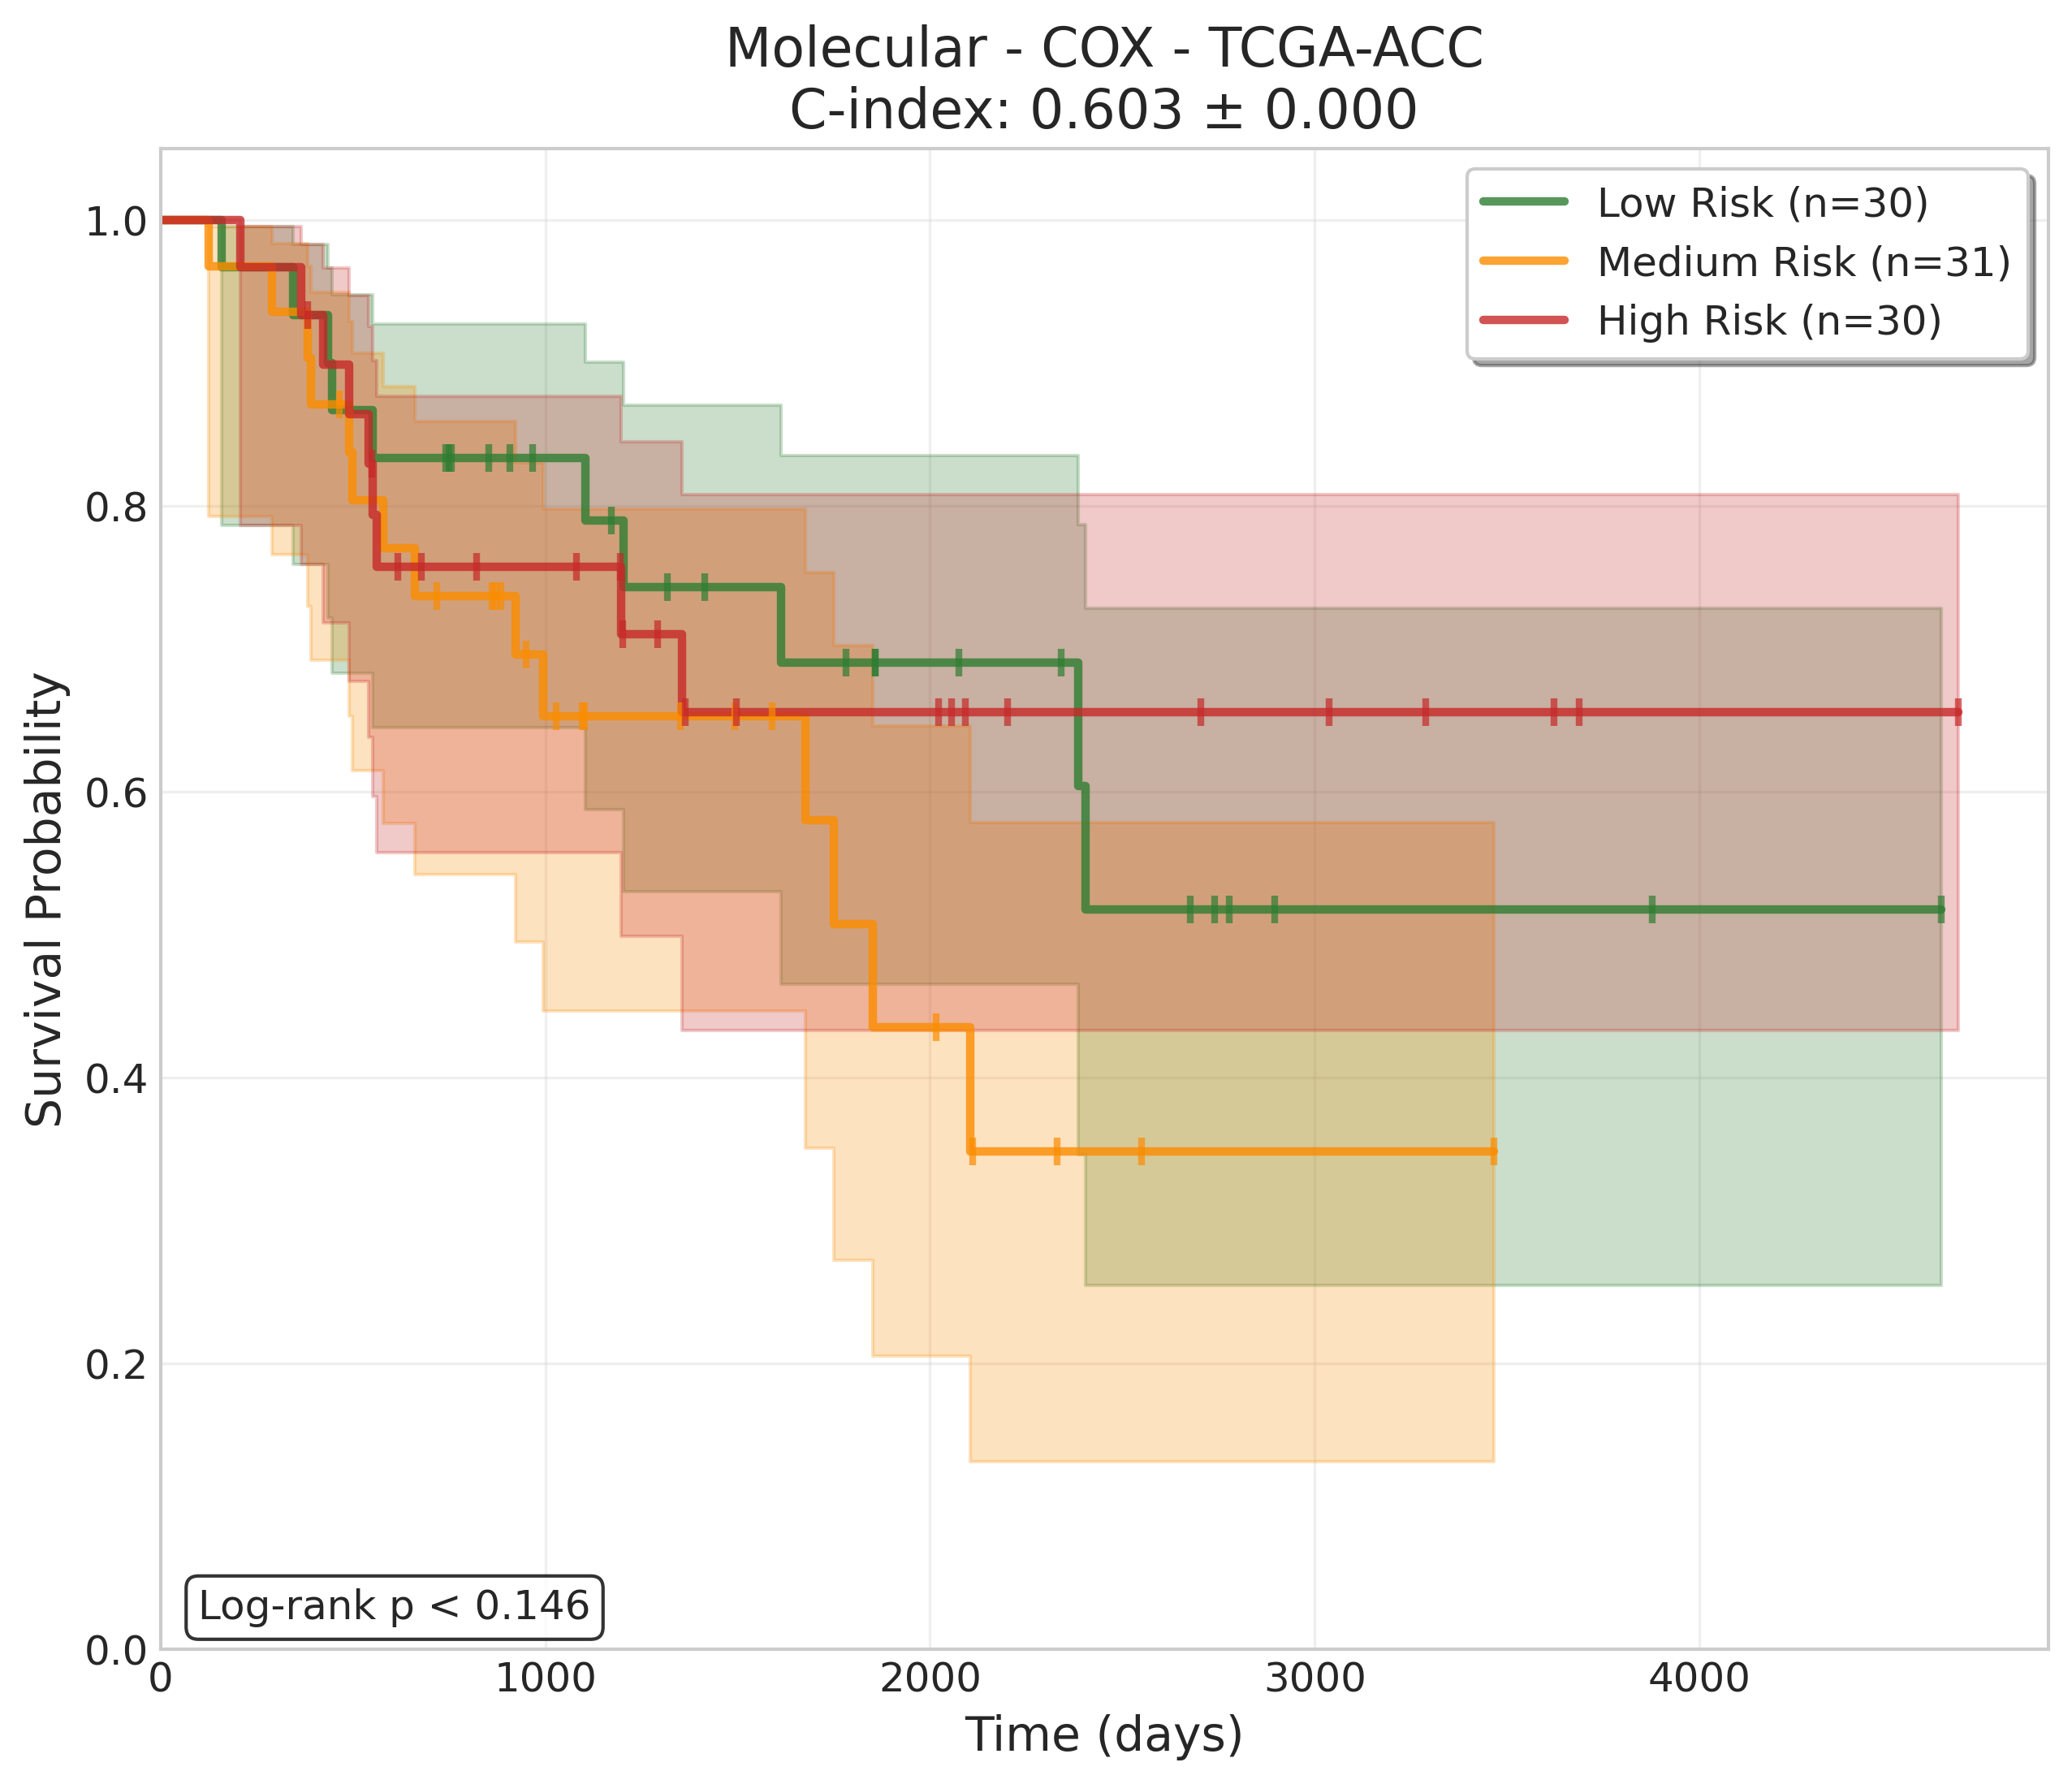 Molecular - COX - TCGA-ACC
C-index: 0.603 ± 0.000
Low Risk (n=30)
Medium Risk (n=31)
High Risk (n=30)
Survival Probability
1.0
0.8
0.6
0.4
0.2
0.0
Log-rank p < 0.146
0 1000 2000 3000 4000
Time (days)